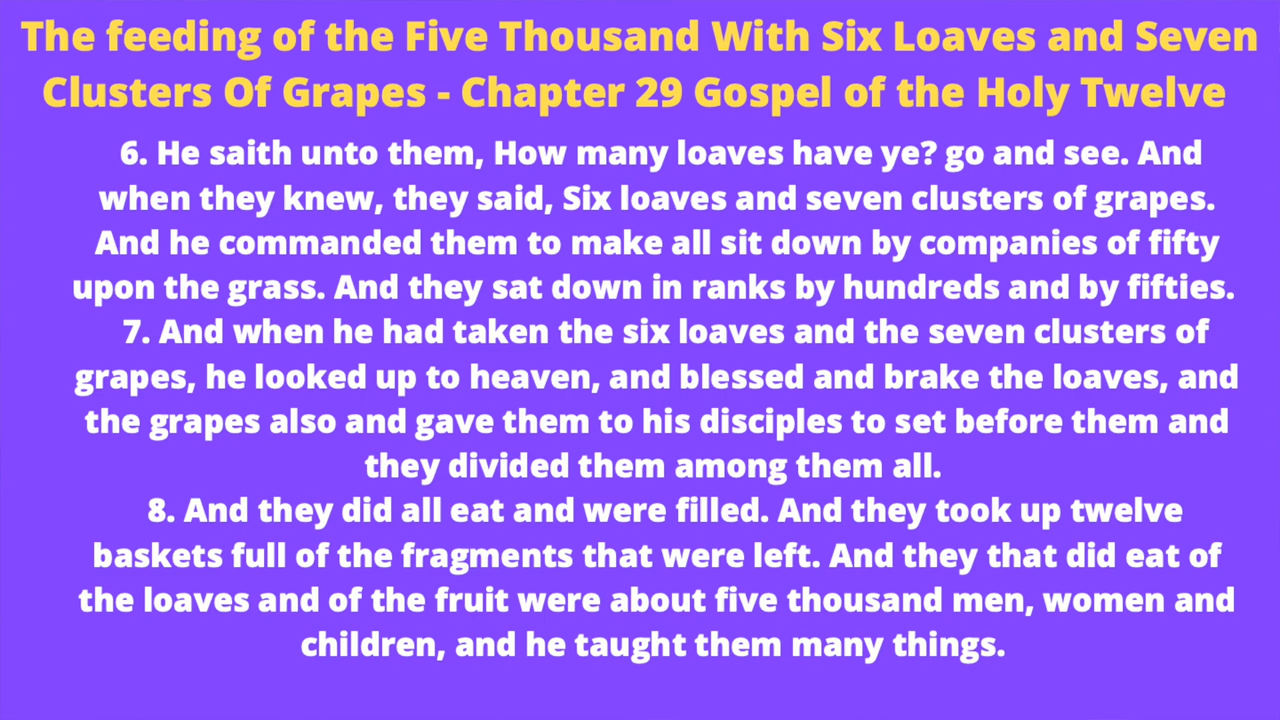 The feeding of the Five Thousand With Six Loaves and Seven
Clusters Of Grapes - Chapter 29 Gospel of the Holy Twelve
6. He saith unto them, How many loaves have ye? go and see. And
when they knew, they said, Six loaves and seven clusters of grapes.
And he commanded them to make all sit down by companies of fifty
upon the grass. And they sat down in ranks by hundreds and by fifties.
7. And when he had taken the six loaves and the seven clusters of
grapes, he looked up to heaven, and blessed and brake the loaves, and
the grapes also and gave them to his disciples to set before them and
they divided them among them all.
8. And they did all eat and were filled. And they took up twelve
baskets full of the fragments that were left. And they that did eat of
the loaves and of the fruit were about five thousand men, women and
children, and he taught them many things.